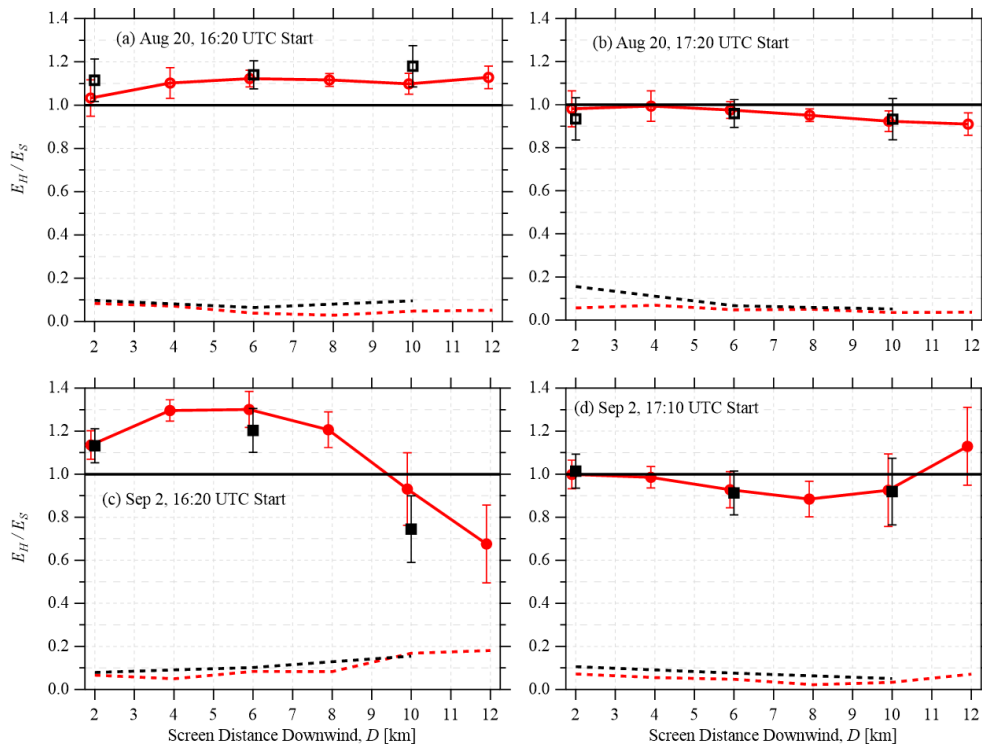 (a) Aug 20, 16:20 UTC Start
1.4
1.2
1.0
0.8
0.6
0.4
0.2
0.0
E_H / E_S
2 3 4 5 6 7 8 9 10 11 12
(b) Aug 20, 17:20 UTC Start
1.4
1.2
1.0
0.8
0.6
0.4
0.2
0.0
2 3 4 5 6 7 8 9 10 11 12
(c) Sep 2, 16:20 UTC Start
1.4
1.2
1.0
0.8
0.6
0.4
0.2
0.0
E_H / E_S
2 3 4 5 6 7 8 9 10 11 12
Screen Distance Downwind, D [km]
(d) Sep 2, 17:10 UTC Start
1.4
1.2
1.0
0.8
0.6
0.4
0.2
0.0
2 3 4 5 6 7 8 9 10 11 12
Screen Distance Downwind, D [km]